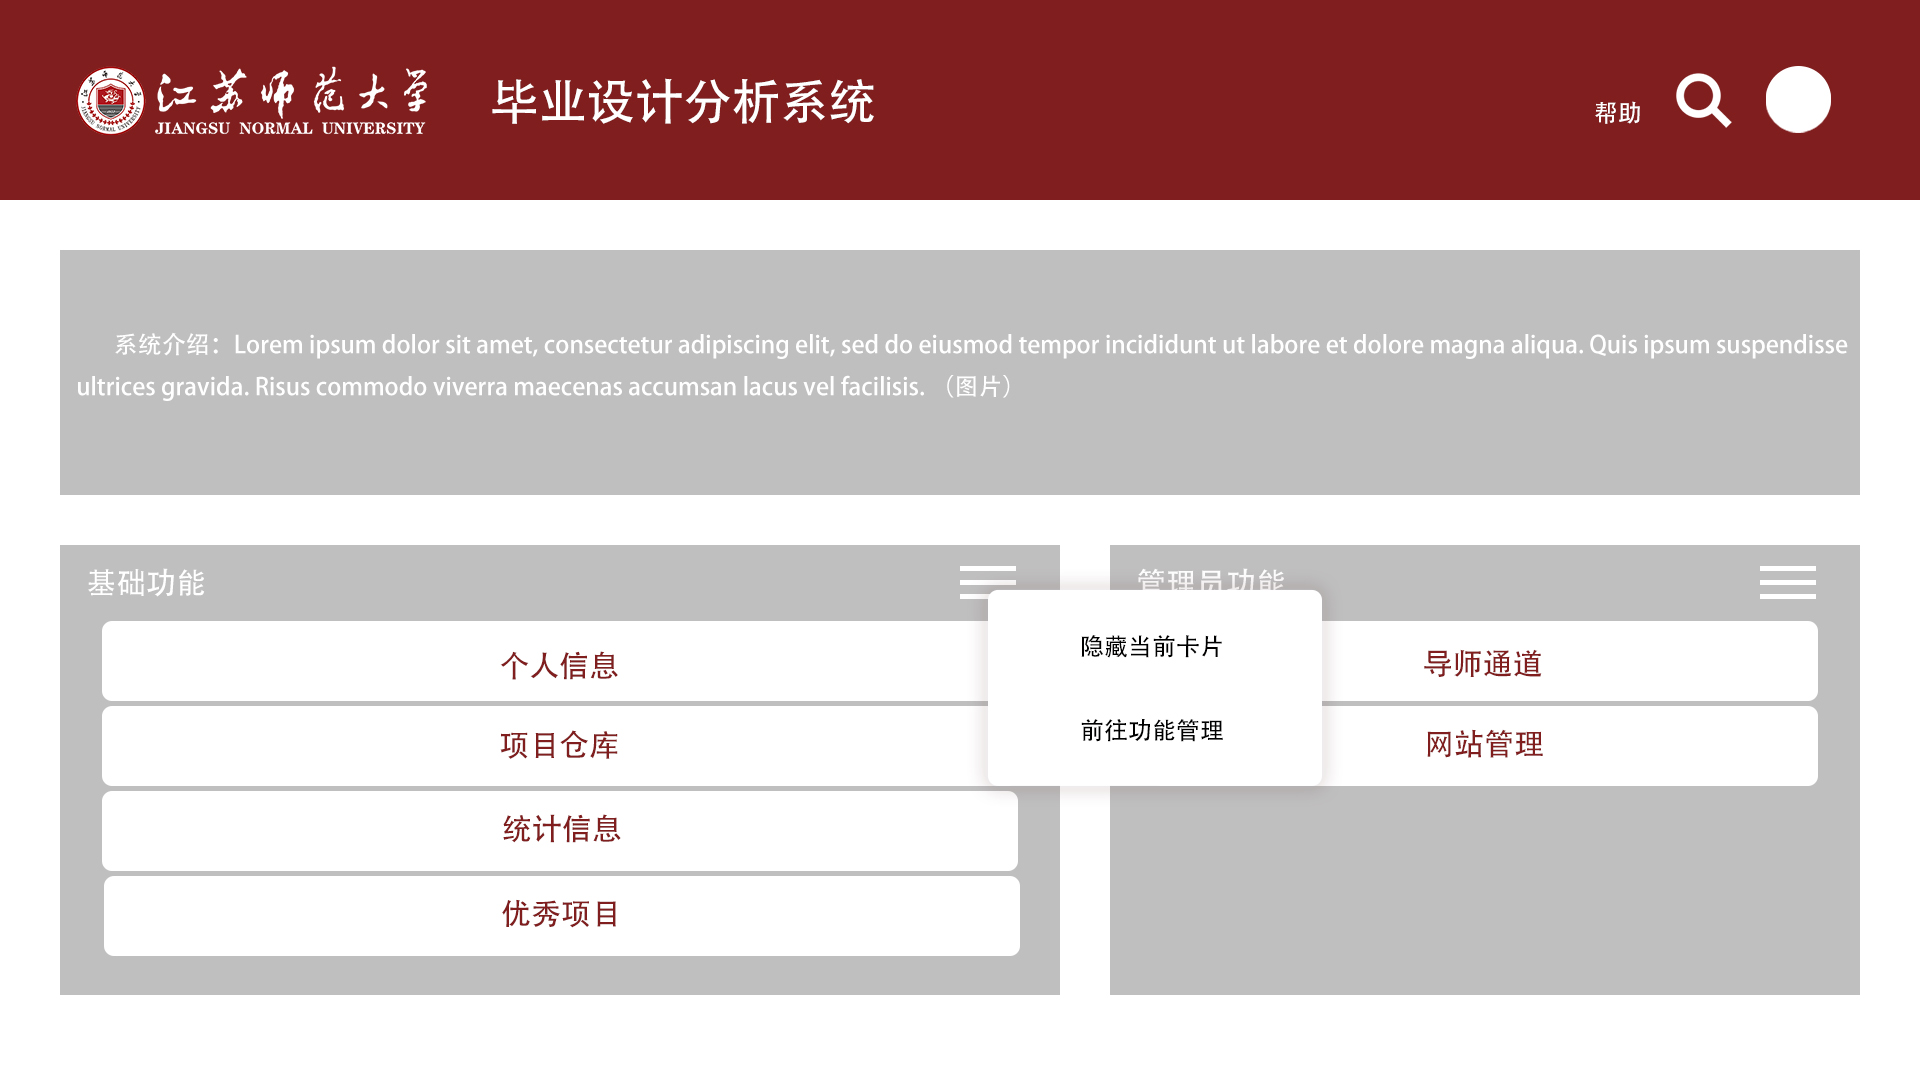 江苏师范大学
JIANGSU NORMAL UNIVERSITY
毕业设计分析系统
帮助
系统介绍：Lorem ipsum dolor sit amet, consectetur adipiscing elit, sed do eiusmod tempor incididunt ut labore et dolore magna aliqua. Quis ipsum suspendisse
ultrices gravida. Risus commodo viverra maecenas accumsan lacus vel facilisis. （图片）
基础功能
个人信息
项目仓库
统计信息
优秀项目
隐藏当前卡片
前往功能管理
管理员功能
导师通道
网站管理